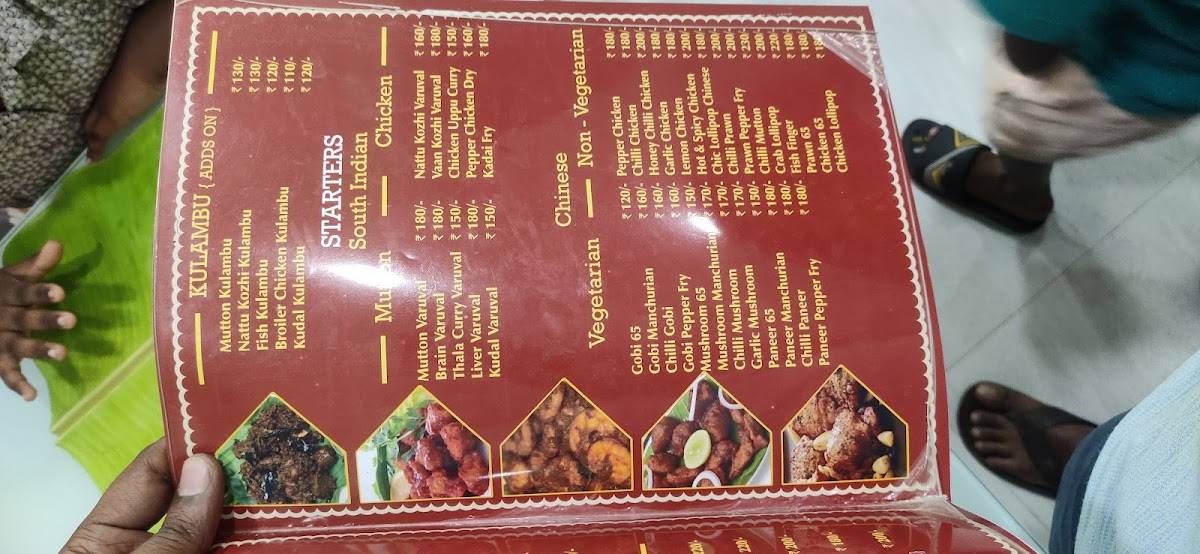 KULAMBU { ADDS ON }
Mutton Kulambu ₹ 130/-
Nattu Kozhi Kulambu ₹ 130/-
Fish Kulambu ₹ 120/-
Broiler Chicken Kulambu ₹ 110/-
Kudal Kulambu ₹ 120/-
STARTERS
South Indian
Chicken
Mutton Varuval ₹ 180/- Nattu Kozhi Varuval ₹ 160/-
Brain Varuval ₹ 180/- Vaan Kozhi Varuval ₹ 180/-
Thala Curry Varuval ₹ 150/- Chicken Uppu Curry ₹ 150/-
Liver Varuval ₹ 180/- Pepper Chicken Dry ₹ 160/-
Kudal Varuval ₹ 150/- Kadai Fry ₹ 180/-
Chinese
Vegetarian Non - Vegetarian
Gobi 65 ₹ 120/- Pepper Chicken ₹ 180/-
Gobi Manchurian ₹ 160/- Chilli Chicken ₹ 180/-
Chilli Gobi ₹ 160/- Honey Chilli Chicken ₹ 200/-
Gobi Pepper Fry ₹ 160/- Garlic Chicken ₹ 180/-
Mushroom 65 ₹ 150/- Lemon Chicken ₹ 180/-
Mushroom Manchurian ₹ 170/- Hot & Spicy Chicken ₹ 200/-
Chilli Mushroom ₹ 170/- Chic Lollipop Chinese ₹ 180/-
Garlic Mushroom ₹ 170/- Chilli Prawn ₹ 200/-
Paneer 65 ₹ 150/- Prawn Pepper Fry ₹ 200/-
Paneer Manchurian ₹ 180/- Chilli Mutton ₹ 230/-
Chilli Paneer ₹ 180/- Crab Lollipop ₹ 200/-
Paneer Pepper Fry ₹ 180/- Fish Finger ₹ 220/-
Prawn 65 ₹ 180
Chicken 65 ₹ 180
Chicken Lollipop